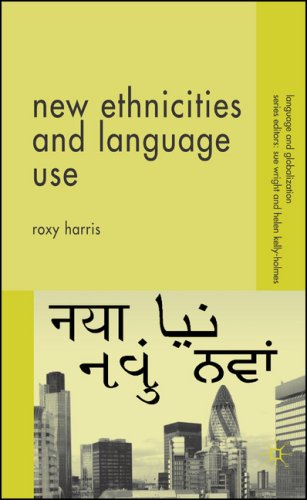 new ethnicities
and language
use
roxy harris
language and globalization
series editors: sue wright and helen kelly-holmes
नया نیا
નવું ਨਵਾਂ